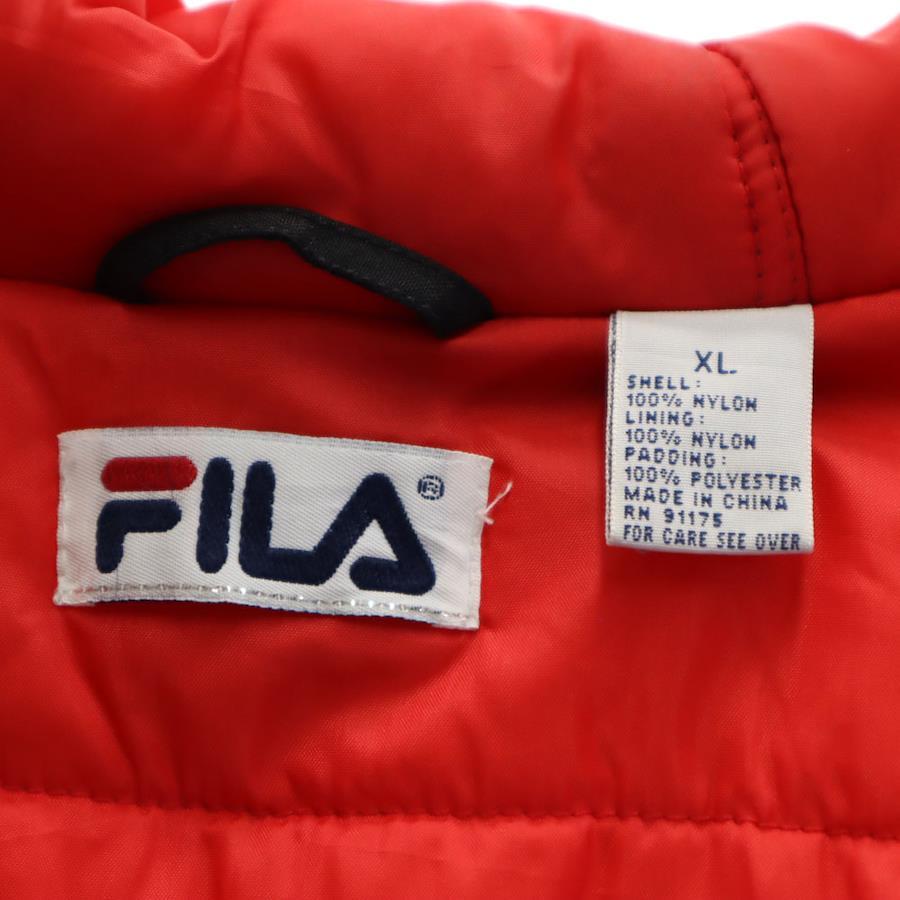 FILA®
XL
SHELL:
100% NYLON
LINING:
100% NYLON
PADDING:
100% POLYESTER
MADE IN CHINA
RN 91175
FOR CARE SEE OVER